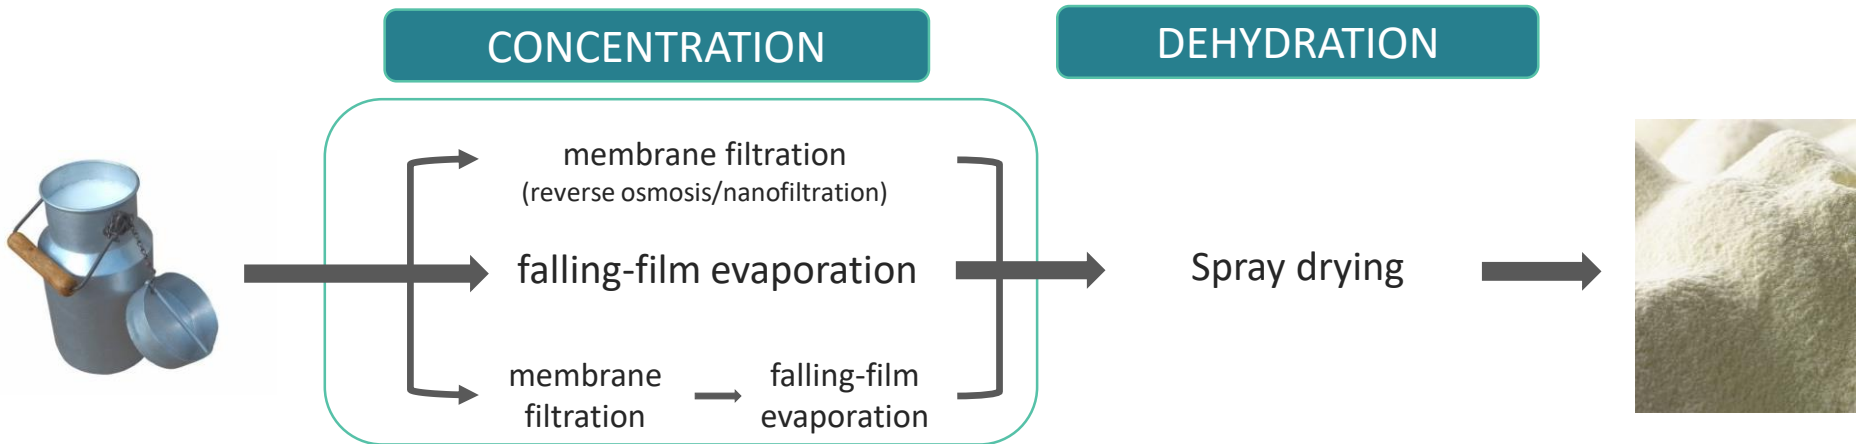 CONCENTRATION
DEHYDRATION
membrane filtration
(reverse osmosis/nanofiltration)
falling-film evaporation
Spray drying
membrane
filtration
falling-film
evaporation